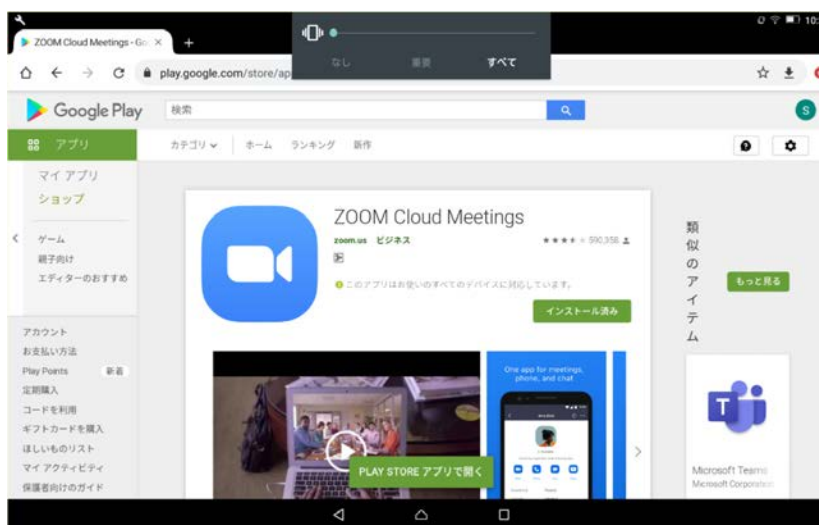 10:
ZOOM Cloud Meetings - Go
なし 重要 すべて
play.google.com/store/ap
Google Play
検索
S
アプリ
カテゴリ ホーム ランキング 新作
マイ アプリ
ショップ
ゲーム
親子向け
エディターのおすすめ
アカウント
お支払い方法
Play Points 新着
定期購入
コードを利用
ギフトカードを購入
ほしいものリスト
マイ アクティビティ
保護者向けのガイド
ZOOM Cloud Meetings
zoom.us ビジネス
590,358
このアプリはお使いのすべてのデバイスに対応しています。
インストール済み
One app for meetings,
phone, and chat
PLAY STORE アプリで開く
類似のアイテム
もっと見る
T
Microsoft Teams
Microsoft Corporation